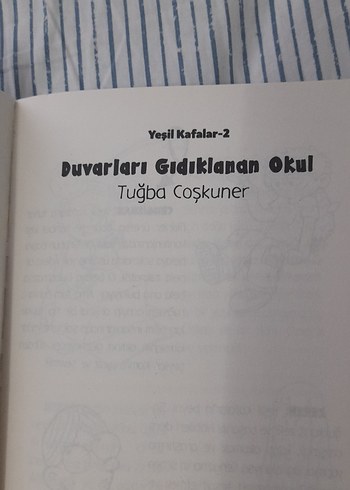 Yeşil Kafalar-2
Duvarları Gıdıklanan Okul
Tuğba Coşkuner